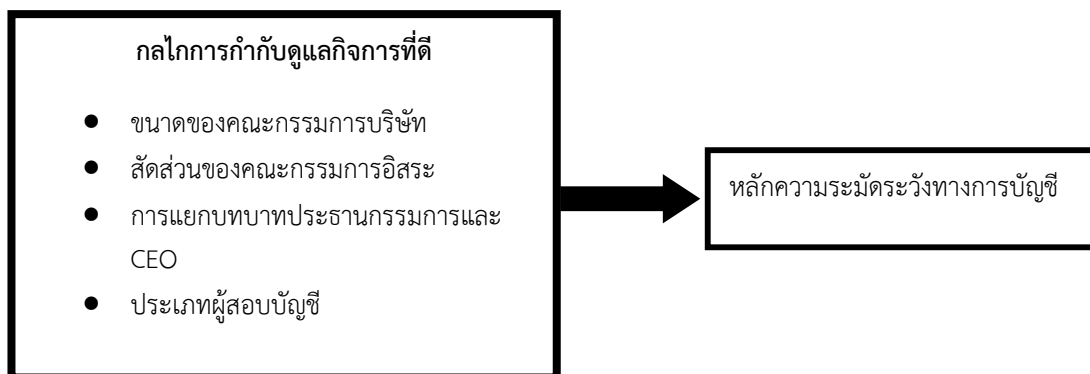 กลไกการกำกับดูแลกิจการที่ดี
● ขนาดของคณะกรรมการบริษัท
● สัดส่วนของคณะกรรมการอิสระ
● การแยกบทบาทประธานกรรมการและ
CEO
● ประเภทผู้สอบบัญชี
หลักความระมัดระวังทางการบัญชี